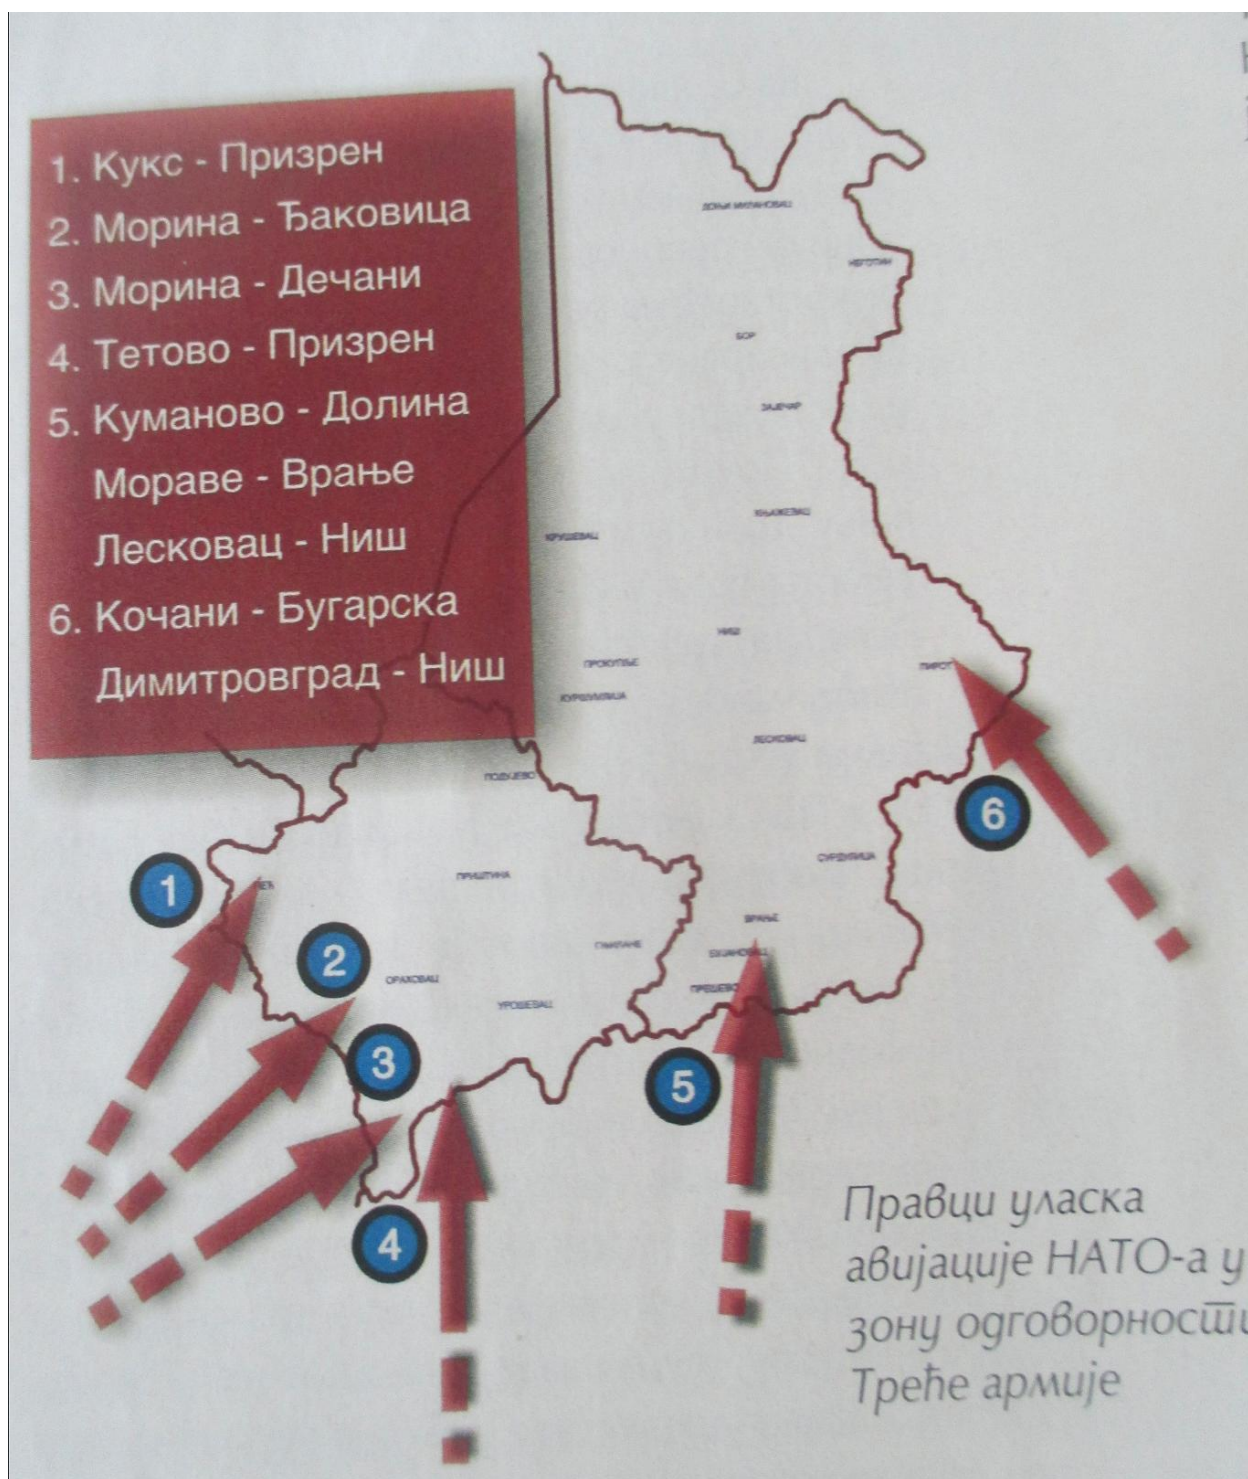 1. Кукс - Призрен
2. Морина - Ђаковица
3. Морина - Дечани
4. Тетово - Призрен
5. Куманово - Долина
Мораве - Врање
Лесковац - Ниш
6. Кочани - Бугарска
Димитровград - Ниш
ДОЊИ МИЛАНОВАЦ
НЕГОТИН
БОР
ЗАЈЕЧАР
КЊАЖЕВАЦ
КРУШЕВАЦ
НИШ
ПРОКУПЉЕ
ПИРОТ
КУРШУМЛИЈА
ЛЕСКОВАЦ
ПОДУЈЕВО
6
СУРДУЛИЦА
1
ПЕЋ
ПРИШТИНА
ВРАЊЕ
2
ГЊИЛАНЕ
БУЈАНОВАЦ
ОРАХОВАЦ
ПРЕШЕВО
УРОШЕВАЦ
3
5
4
Правци уласка
авијације НАТО-а у
зону одговорности
Треће армије